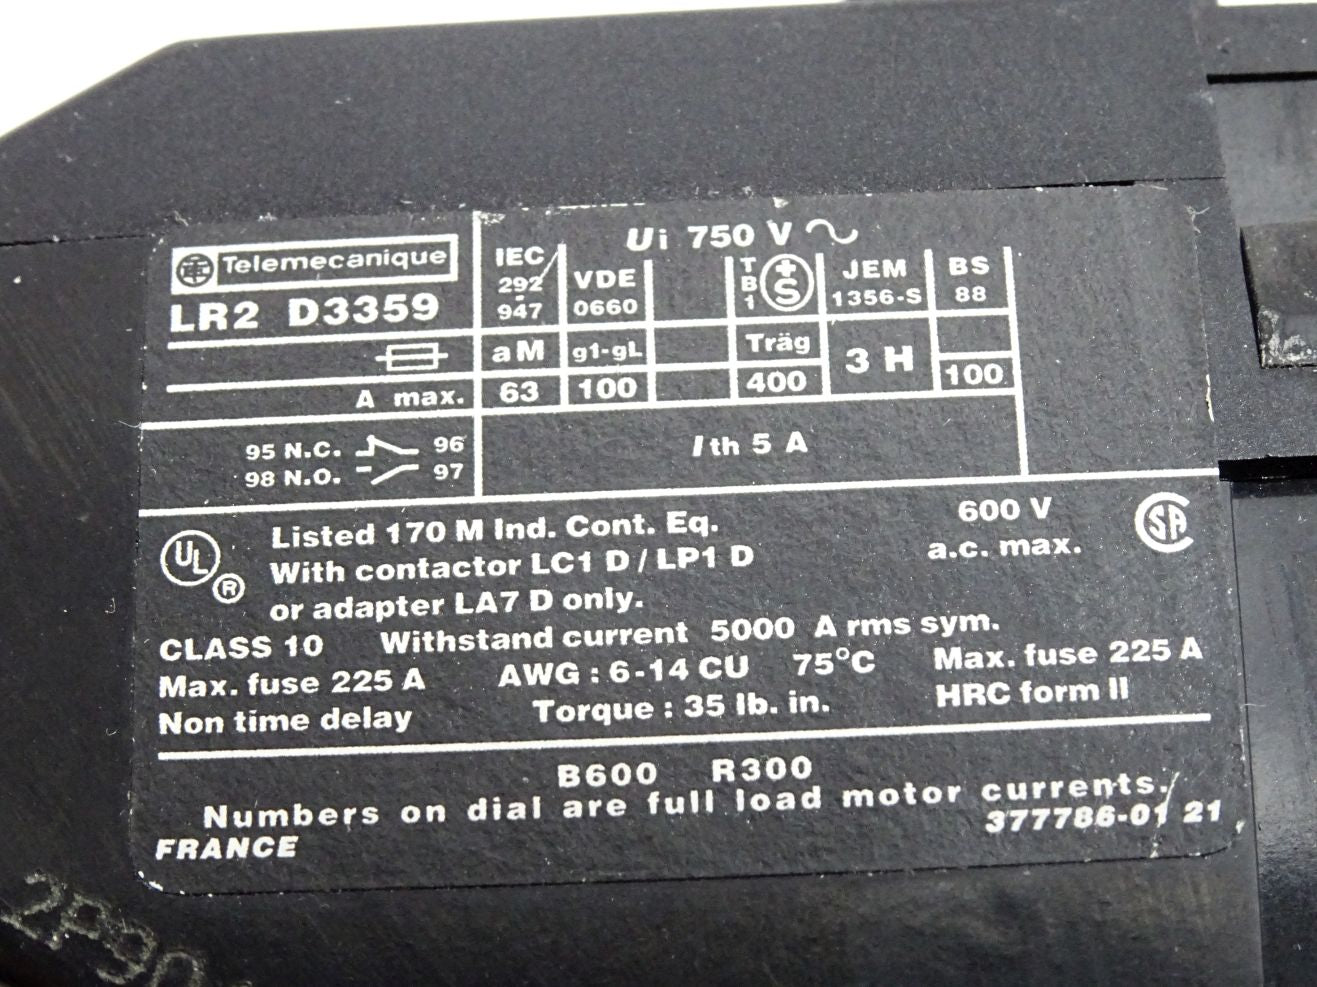 Telemecanique
LR2 D3359
A max.
IEC
292
-
947
Ui 750 V ~
VDE
0660
T
B
1
+S
JEM
1356-S
BS
88
aM
g1-gL
Träg
3 H
63
100
400
100
95 N.C. 96
98 N.O. 97
Ith 5 A
UL
®
Listed 170 M Ind. Cont. Eq.
With contactor LC1 D / LP1 D
or adapter LA7 D only.
600 V
a.c. max.
SA
CLASS 10 Withstand current 5000 A rms sym.
Max. fuse 225 A AWG : 6-14 CU 75°C Max. fuse 225 A
Non time delay Torque : 35 lb. in. HRC form II
B600 R300
Numbers on dial are full load motor currents.
FRANCE 377786-01 21